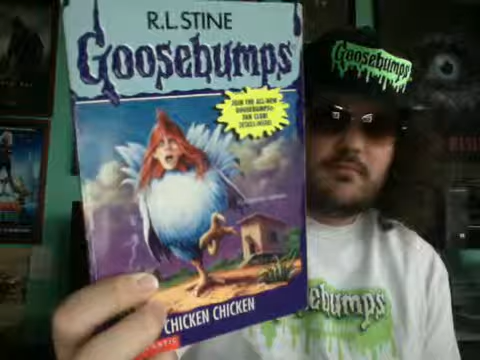 R.L. STINE
Goosebumps
JOIN THE ALL-NEW
GOOSEBUMPS
FAN CLUB!
DETAILS INSIDE!
CHICKEN CHICKEN
Goosebumps
ebumps